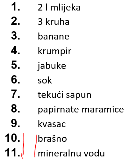 1. 2 l mlijeka
2. 3 kruha
3. banane
4. krumpir
5. jabuke
6. sok
7. tekući sapun
8. papirnate maramice
9. kvasac
10. brašno
11. mineralnu vodu